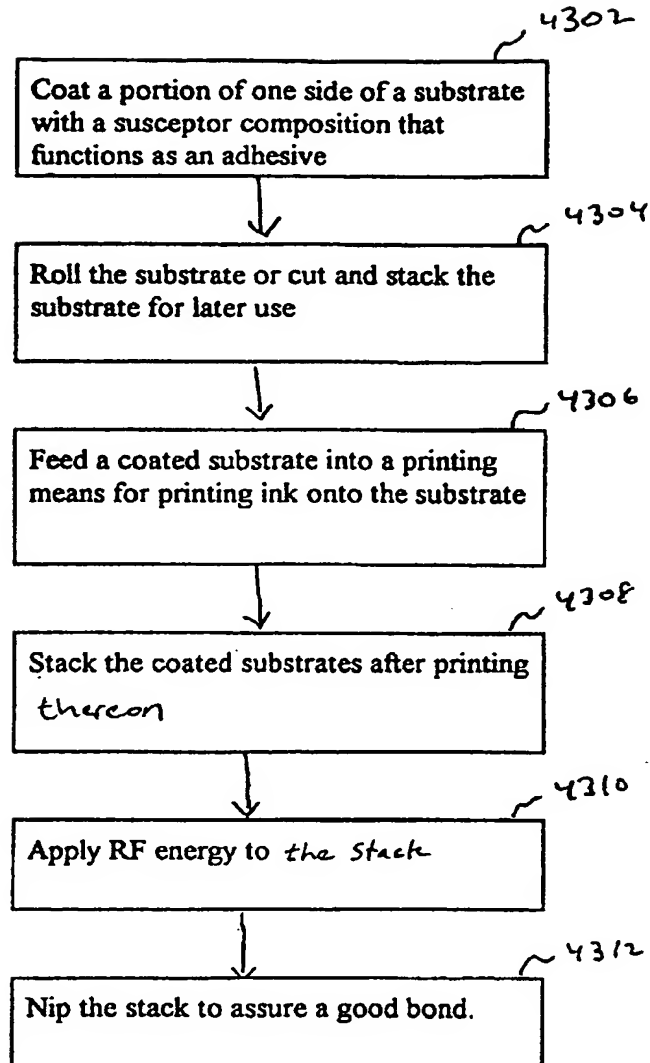 4302
Coat a portion of one side of a substrate
with a susceptor composition that
functions as an adhesive
4304
Roll the substrate or cut and stack the
substrate for later use
4306
Feed a coated substrate into a printing
means for printing ink onto the substrate
4308
Stack the coated substrates after printing
thereon
4310
Apply RF energy to the stack
4312
Nip the stack to assure a good bond.